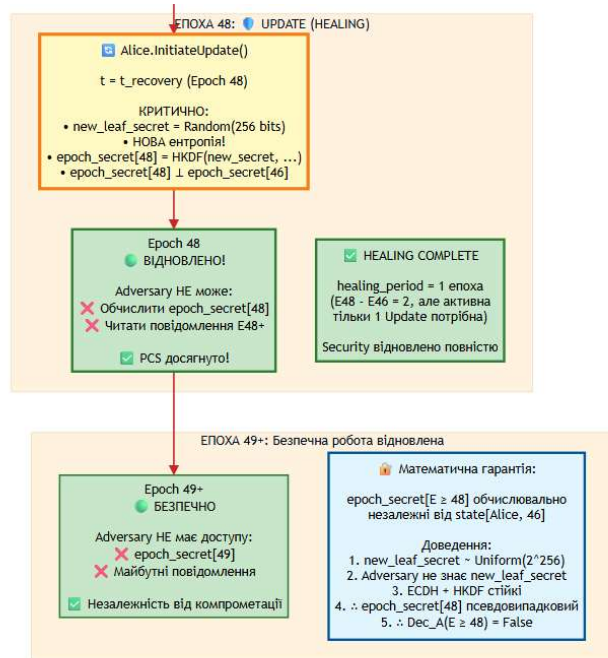 ЕПОХА 48: 🛡️ UPDATE (HEALING)
🔄 Alice.InitiateUpdate()
t = t_recovery (Epoch 48)
КРИТИЧНО:
• new_leaf_secret = Random(256 bits)
• НОВА ентропія!
• epoch_secret[48] = HKDF(new_secret, ...)
• epoch_secret[48] ⊥ epoch_secret[46]
Epoch 48
🟢 ВІДНОВЛЕНО!
Adversary НЕ може:
❌ Обчислити epoch_secret[48]
❌ Читати повідомлення E48+
✅ PCS досягнуто!
✅ HEALING COMPLETE
healing_period = 1 епоха
(E48 - E46 = 2, але активна
тільки 1 Update потрібна)
Security відновлено повністю
ЕПОХА 49+: Безпечна робота відновлена
Epoch 49+
🟢 БЕЗПЕЧНО
Adversary НЕ має доступу:
❌ epoch_secret[49]
❌ Майбутні повідомлення
✅ Незалежність від компрометації
🔐 Математична гарантія:
epoch_secret[E ≥ 48] обчислювально
незалежні від state[Alice, 46]
Доведення:
1. new_leaf_secret ~ Uniform(2^256)
2. Adversary не знає new_leaf_secret
3. ECDH + HKDF стійкі
4. ∴ epoch_secret[48] псевдовипадковий
5. ∴ Dec_A(E ≥ 48) = False